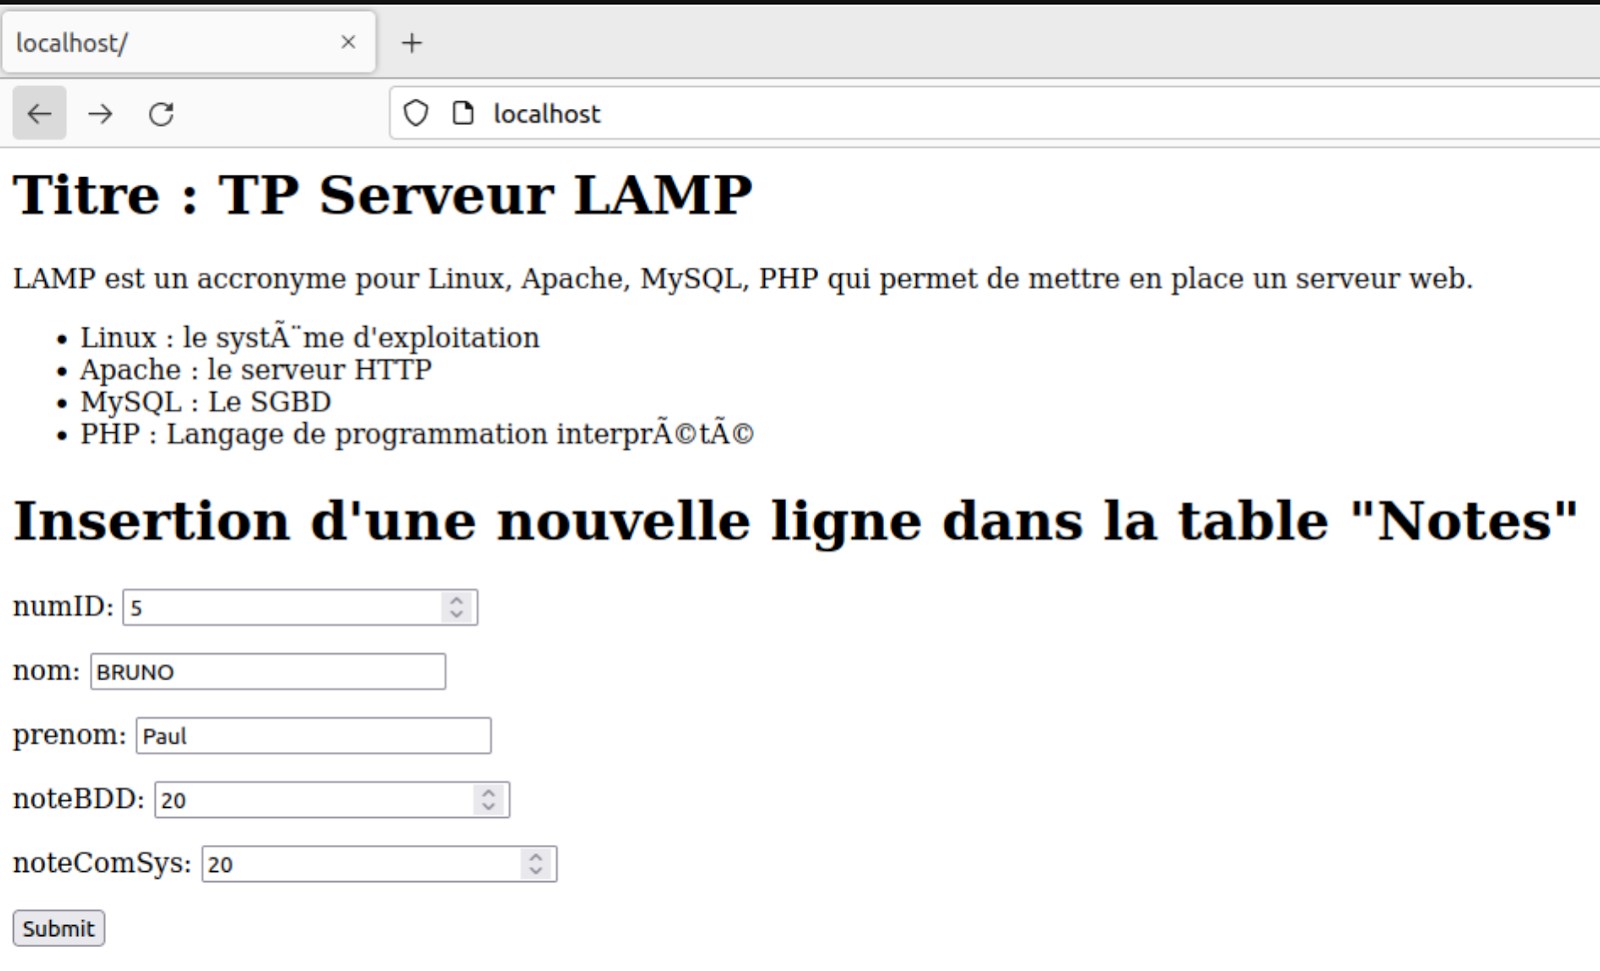 localhost/
localhost
Titre : TP Serveur LAMP
LAMP est un accronyme pour Linux, Apache, MySQL, PHP qui permet de mettre en place un serveur web.
• Linux : le systÃ¨me d'exploitation
• Apache : le serveur HTTP
• MySQL : Le SGBD
• PHP : Langage de programmation interprÃ©tÃ©
Insertion d'une nouvelle ligne dans la table "Notes"
numID: 5
nom: BRUNO
prenom: Paul
noteBDD: 20
noteComSys: 20
Submit